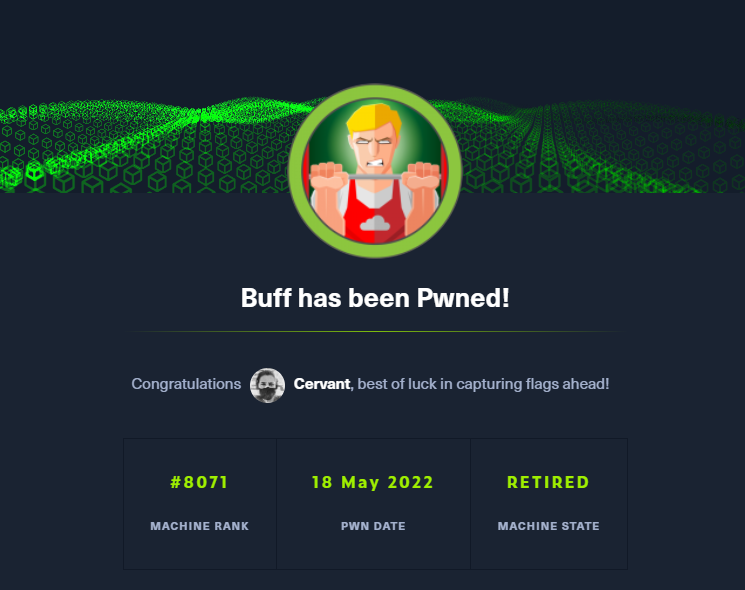 Buff has been Pwned!
Congratulations Cervant, best of luck in capturing flags ahead!
#8071 18 May 2022 RETIRED
MACHINE RANK PWN DATE MACHINE STATE